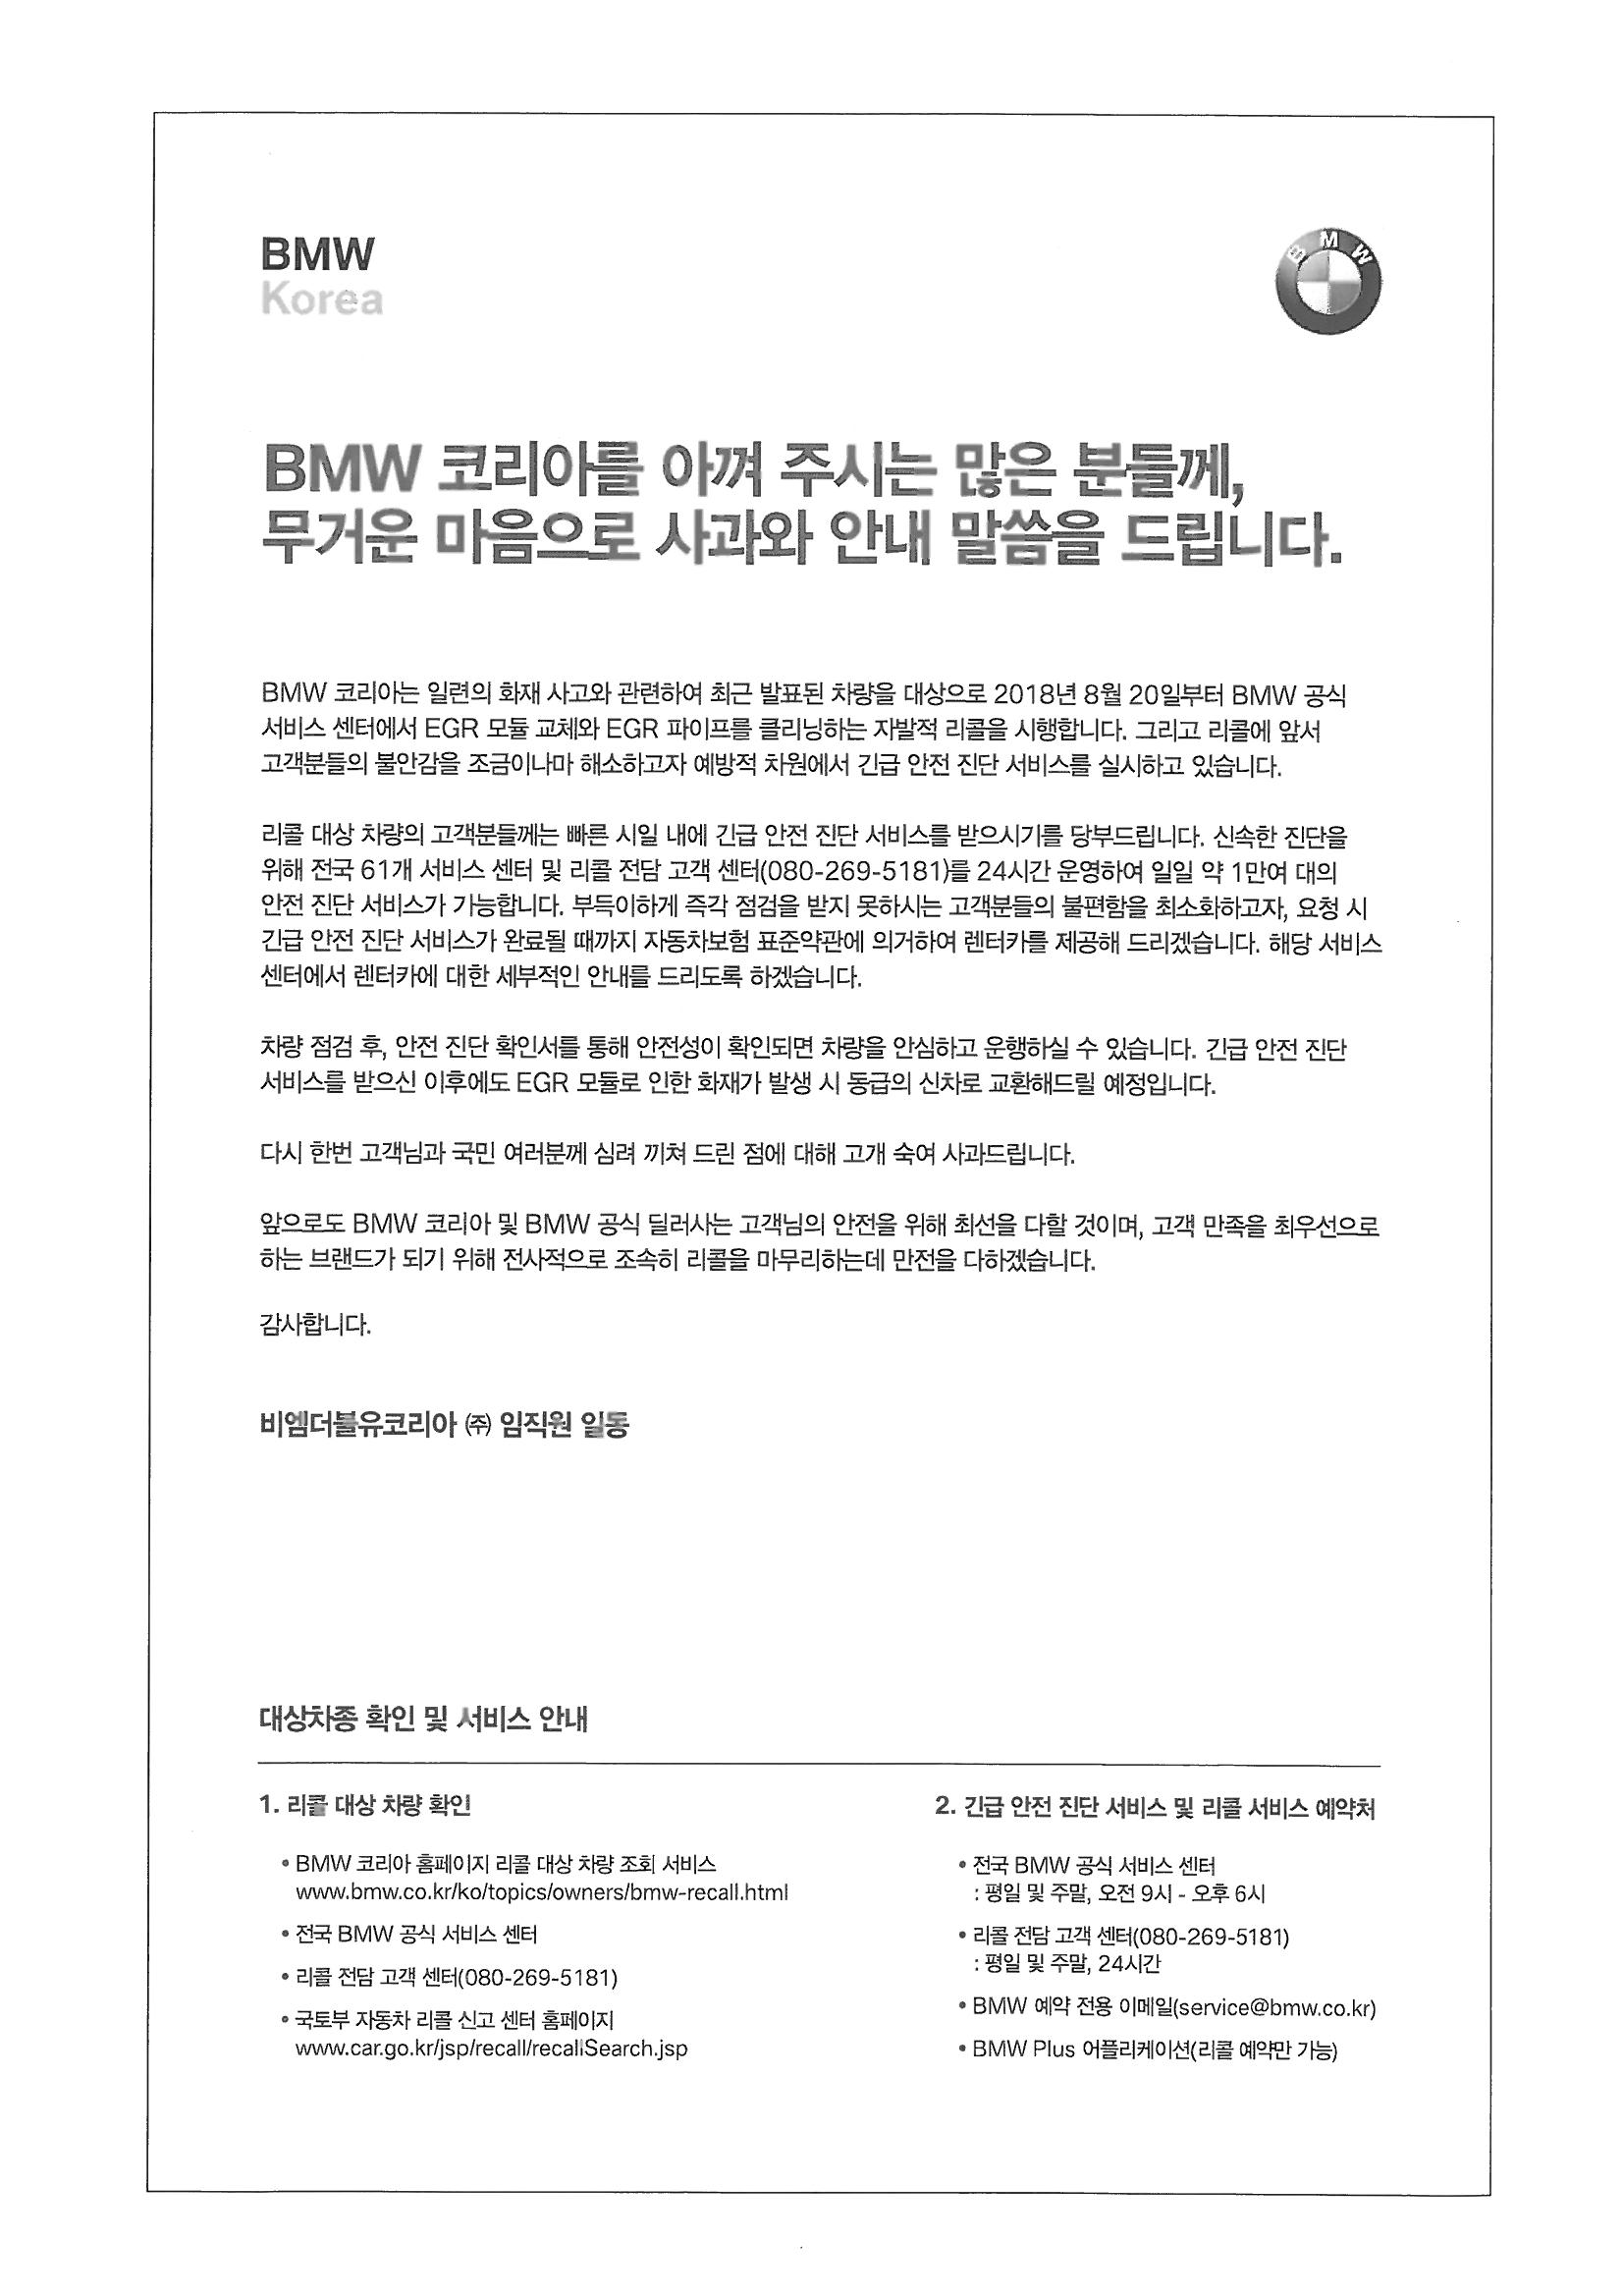 BMW
Korea
BMW
BMW 코리아를 아껴 주시는 많은 분들께,
무거운 마음으로 사과와 안내 말씀을 드립니다.
BMW 코리아는 일련의 화재 사고와 관련하여 최근 발표된 차량을 대상으로 2018년 8월 20일부터 BMW 공식
서비스 센터에서 EGR 모듈 교체와 EGR 파이프를 클리닝하는 자발적 리콜을 시행합니다. 그리고 리콜에 앞서
고객분들의 불안감을 조금이나마 해소하고자 예방적 차원에서 긴급 안전 진단 서비스를 실시하고 있습니다.
리콜 대상 차량의 고객분들께는 빠른 시일 내에 긴급 안전 진단 서비스를 받으시기를 당부드립니다. 신속한 진단을
위해 전국 61개 서비스 센터 및 리콜 전담 고객 센터(080-269-5181)를 24시간 운영하여 일일 약 1만여 대의
안전 진단 서비스가 가능합니다. 부득이하게 즉각 점검을 받지 못하시는 고객분들의 불편함을 최소화하고자, 요청 시
긴급 안전 진단 서비스가 완료될 때까지 자동차보험 표준약관에 의거하여 렌터카를 제공해 드리겠습니다. 해당 서비스
센터에서 렌터카에 대한 세부적인 안내를 드리도록 하겠습니다.
차량 점검 후, 안전 진단 확인서를 통해 안전성이 확인되면 차량을 안심하고 운행하실 수 있습니다. 긴급 안전 진단
서비스를 받으신 이후에도 EGR 모듈로 인한 화재가 발생 시 동급의 신차로 교환해드릴 예정입니다.
다시 한번 고객님과 국민 여러분께 심려 끼쳐 드린 점에 대해 고개 숙여 사과드립니다.
앞으로도 BMW 코리아 및 BMW 공식 딜러사는 고객님의 안전을 위해 최선을 다할 것이며, 고객 만족을 최우선으로
하는 브랜드가 되기 위해 전사적으로 조속히 리콜을 마무리하는데 만전을 다하겠습니다.
감사합니다.
비엠더블유코리아 ㈜ 임직원 일동
대상차종 확인 및 서비스 안내
1. 리콜 대상 차량 확인
• BMW 코리아 홈페이지 리콜 대상 차량 조회 서비스
www.bmw.co.kr/ko/topics/owners/bmw-recall.html
• 전국 BMW 공식 서비스 센터
• 리콜 전담 고객 센터(080-269-5181)
• 국토부 자동차 리콜 신고 센터 홈페이지
www.car.go.kr/jsp/recall/recallSearch.jsp
2. 긴급 안전 진단 서비스 및 리콜 서비스 예약처
• 전국 BMW 공식 서비스 센터
: 평일 및 주말, 오전 9시 - 오후 6시
• 리콜 전담 고객 센터(080-269-5181)
: 평일 및 주말, 24시간
• BMW 예약 전용 이메일(service@bmw.co.kr)
• BMW Plus 어플리케이션(리콜 예약만 가능)